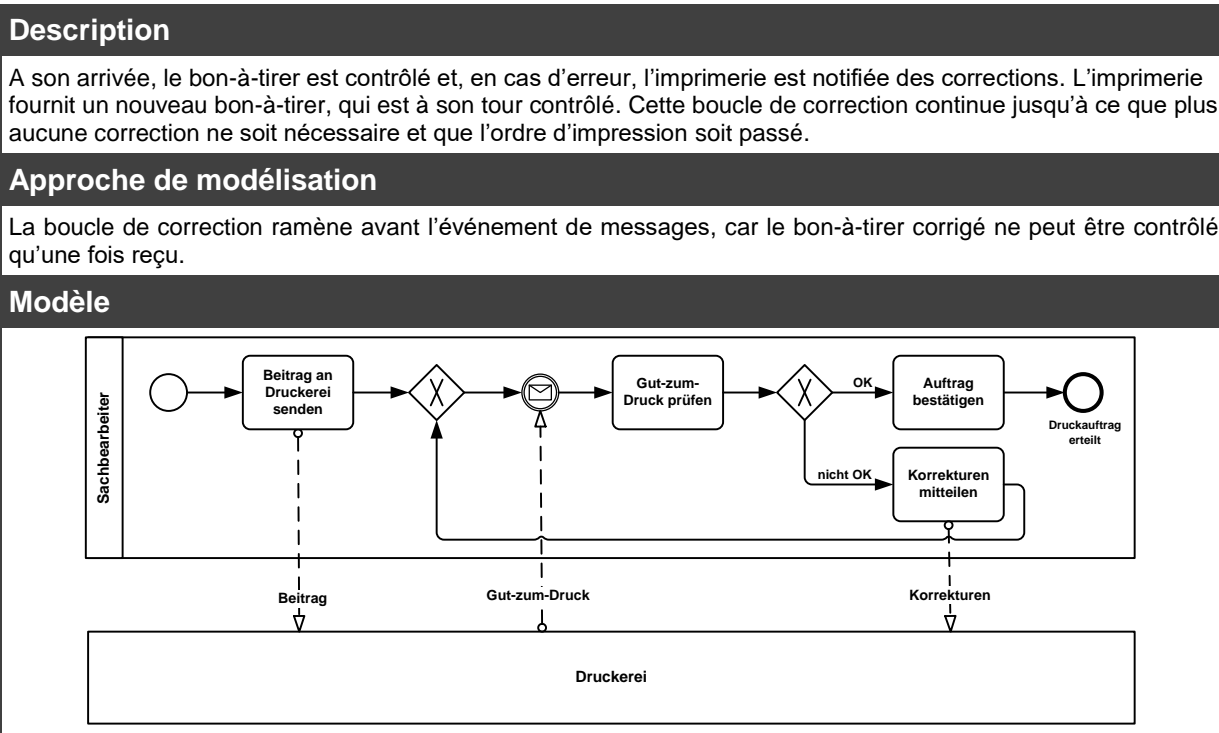 Description
A son arrivée, le bon-à-tirer est contrôlé et, en cas d'erreur, l'imprimerie est notifiée des corrections. L'imprimerie
fournit un nouveau bon-à-tirer, qui est à son tour contrôlé. Cette boucle de correction continue jusqu'à ce que plus
aucune correction ne soit nécessaire et que l'ordre d'impression soit passé.
Approche de modélisation
La boucle de correction ramène avant l'événement de messages, car le bon-à-tirer corrigé ne peut être contrôlé
qu'une fois reçu.
Modèle
Sachbearbeiter
Beitrag an
Druckerei
senden
X
Gut-zum-
Druck prüfen
X
OK
Auftrag
bestätigen
Druckauftrag
erteilt
nicht OK
Korrekturen
mitteilen
Beitrag
Gut-zum-Druck
Korrekturen
Druckerei